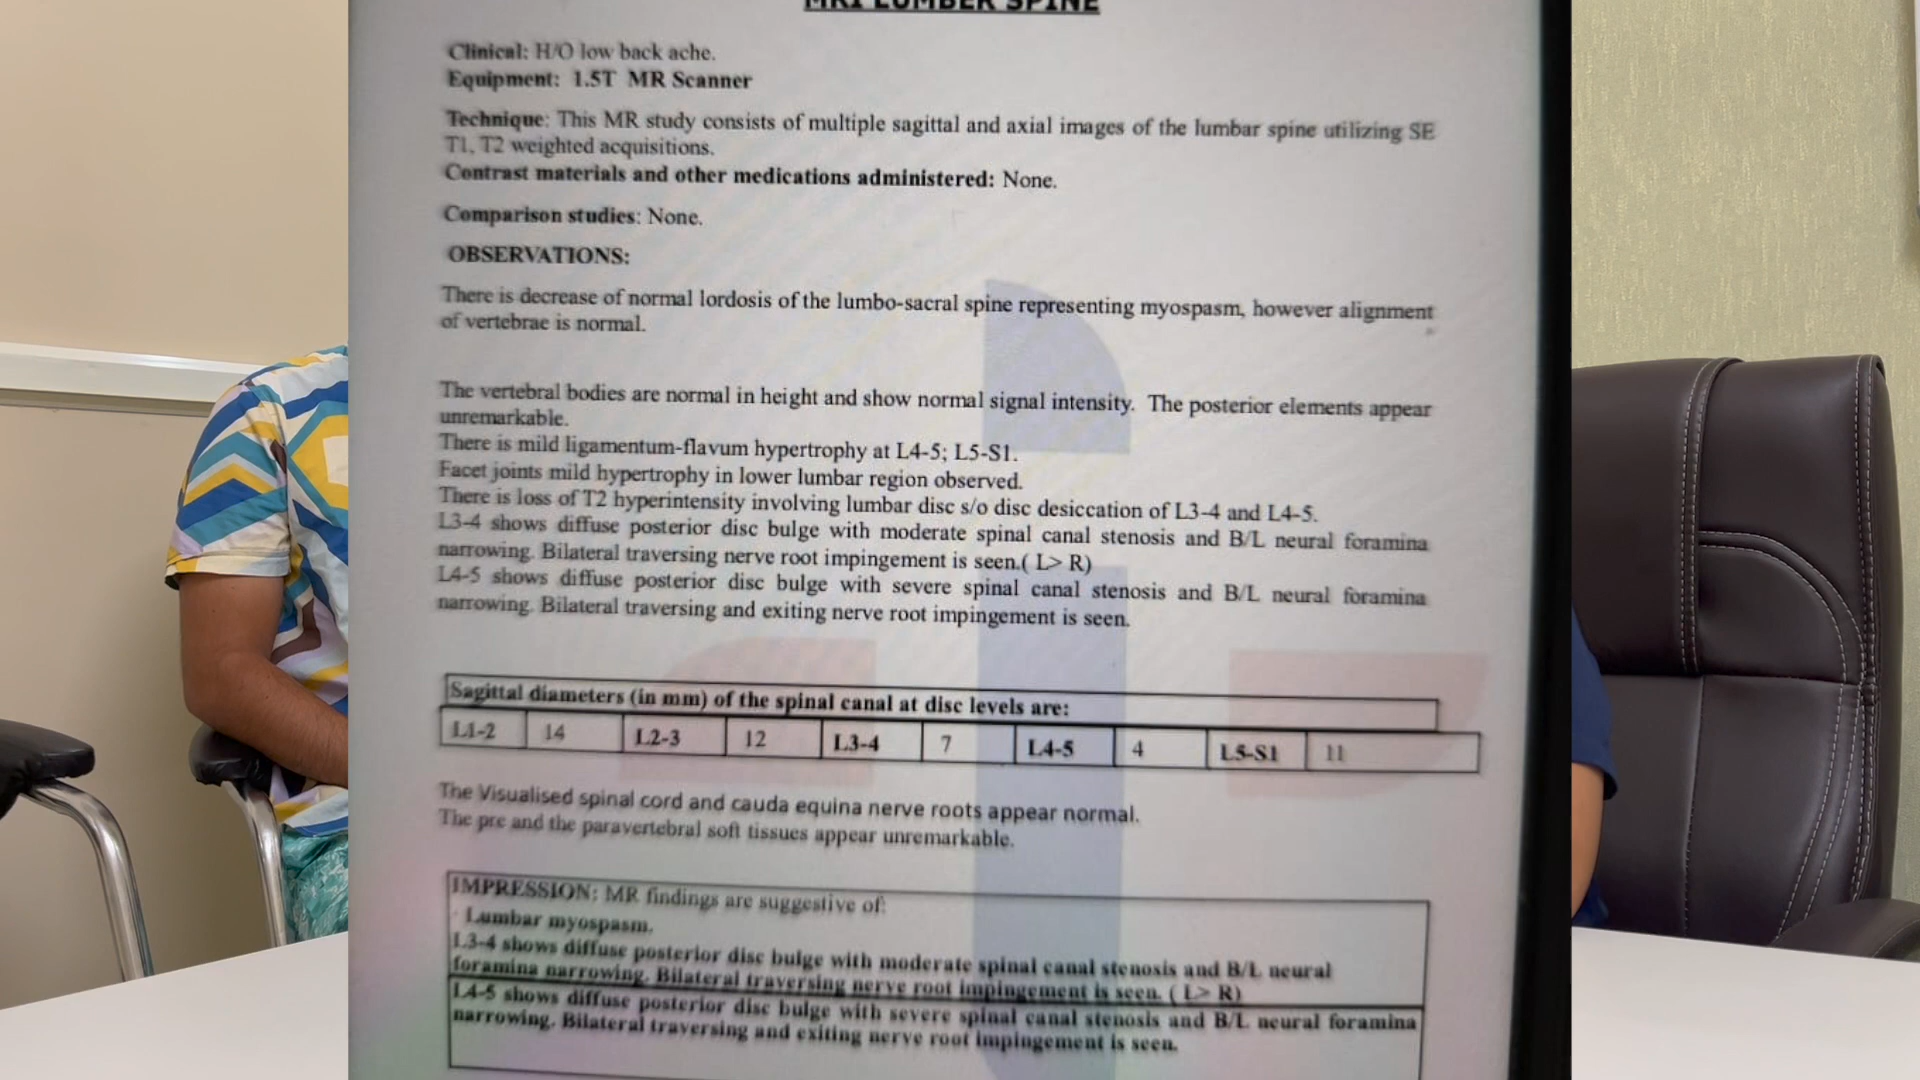 MRI LUMBER SPINE
Clinical: H/O low back ache.
Equipment: 1.5T MR Scanner
Technique: This MR study consists of multiple sagittal and axial images of the lumbar spine utilizing SE
T1, T2 weighted acquisitions.
Contrast materials and other medications administered: None.
Comparison studies: None.
OBSERVATIONS:
There is decrease of normal lordosis of the lumbo-sacral spine representing myospasm, however alignment
of vertebrae is normal.
The vertebral bodies are normal in height and show normal signal intensity. The posterior elements appear
unremarkable.
There is mild ligamentum-flavum hypertrophy at L4-5; L5-S1.
Facet joints mild hypertrophy in lower lumbar region observed.
There is loss of T2 hyperintensity involving lumbar disc s/o disc desiccation of L3-4 and L4-5.
L3-4 shows diffuse posterior disc bulge with moderate spinal canal stenosis and B/L neural foramina
narrowing. Bilateral traversing nerve root impingement is seen.( L> R)
L4-5 shows diffuse posterior disc bulge with severe spinal canal stenosis and B/L neural foramina
narrowing. Bilateral traversing and exiting nerve root impingement is seen.
Sagittal diameters (in mm) of the spinal canal at disc levels are:
L1-2 14 L2-3 12 L3-4 7 L4-5 4 L5-S1 11
The Visualised spinal cord and cauda equina nerve roots appear normal.
The pre and the paravertebral soft tissues appear unremarkable.
IMPRESSION: MR findings are suggestive of:
Lumbar myospasm.
L3-4 shows diffuse posterior disc bulge with moderate spinal canal stenosis and B/L neural
foramina narrowing. Bilateral traversing nerve root impingement is seen. ( L> R)
L4-5 shows diffuse posterior disc bulge with severe spinal canal stenosis and B/L neural foramina
narrowing. Bilateral traversing and exiting nerve root impingement is seen.